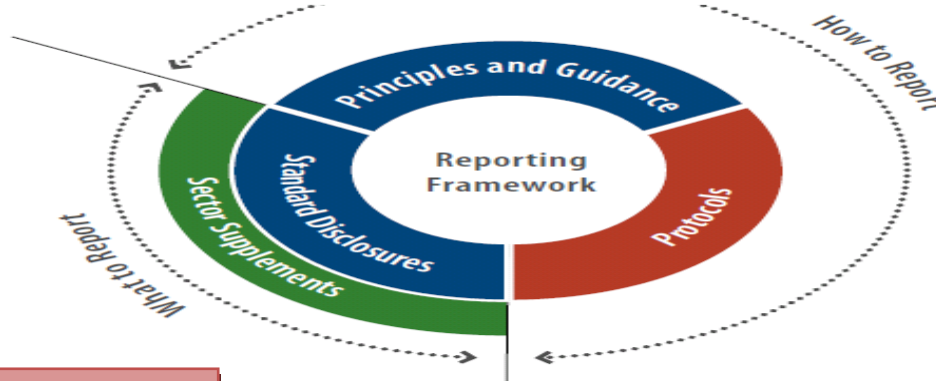 How to Report
Principles and Guidance
Reporting
Framework
Standard Disclosures
Sector Supplements
Protocols
What to Report